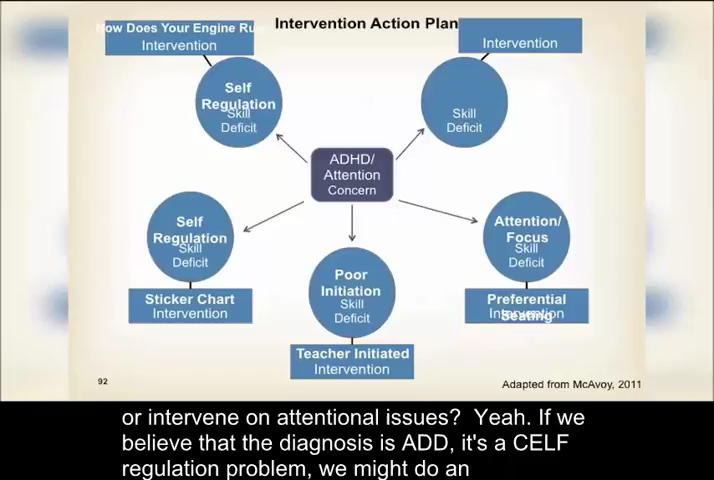 Intervention Action Plan
How Does Your Engine
Intervention
Intervention
Self
Regulation
Skill
Deficit
Skill
Deficit
ADHD/
Attention
Concern
Self
Regulation
Skill
Deficit
Attention/
Focus
Skill
Deficit
Poor
Initiation
Skill
Deficit
Sticker Chart
Intervention
Preferential
Intervention
Seating
Teacher Initiated
Intervention
92
Adapted from McAvoy, 2011
or intervene on attentional issues?  Yeah. If we
believe that the diagnosis is ADD, it's a CELF
regulation problem, we might do an